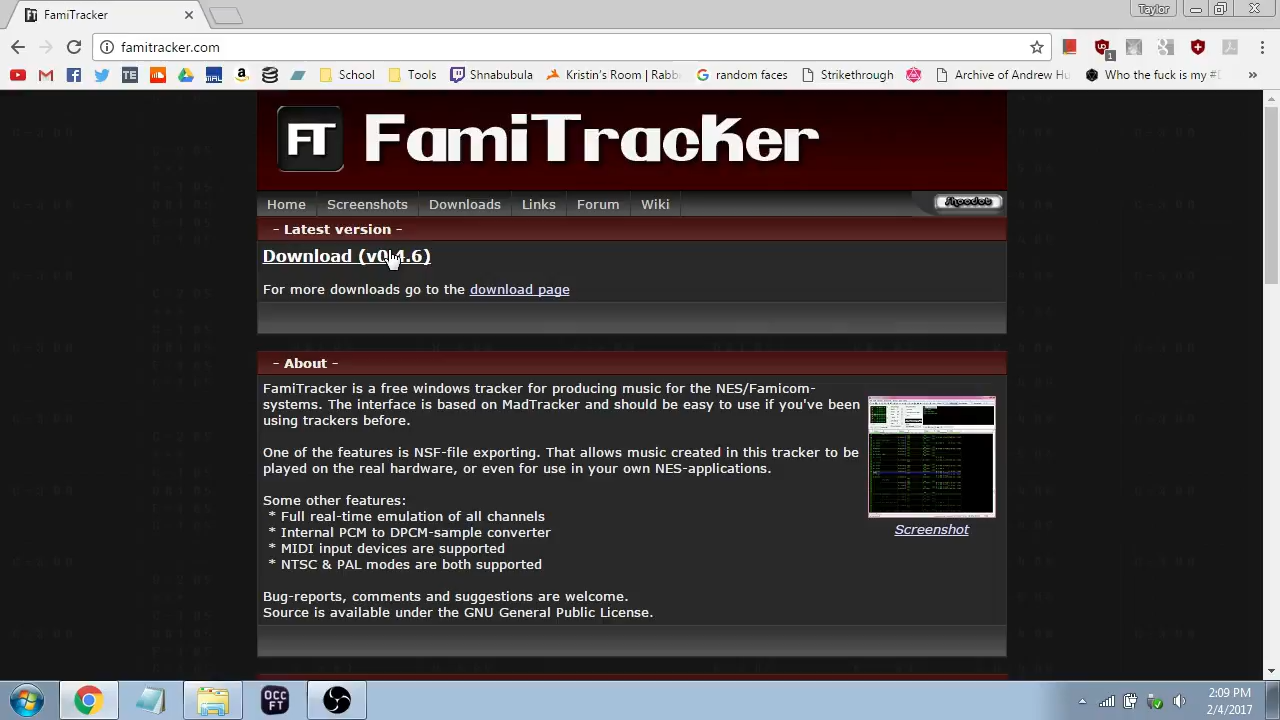 FamiTracker
Taylor
famitracker.com
1
School
Tools
Shnabubula
Kristin's Room | Rabb
random faces
Strikethrough
Archive of Andrew Hu
Who the fuck is my #
»
FT FamiTracker
Home Screenshots Downloads Links Forum Wiki
Shoodot
- Latest version -
Download (v0.4.6)
For more downloads go to the download page
- About -
FamiTracker is a free windows tracker for producing music for the NES/Famicom-
systems. The interface is based on MadTracker and should be easy to use if you've been
using trackers before.
One special feature is NSF-file exporting. That allows music created in this tracker to be
played on the real hardware, or even for use in your own NES-applications.
Some other features:
* Full real-time emulation of all channels
* Internal PCM to DPCM-sample converter
* MIDI input devices are supported
* NTSC & PAL modes are both supported
Screenshot
Bug-reports, comments and suggestions are welcome.
Source is available under the GNU General Public License.
OCC
FT
2:09 PM
2/4/2017